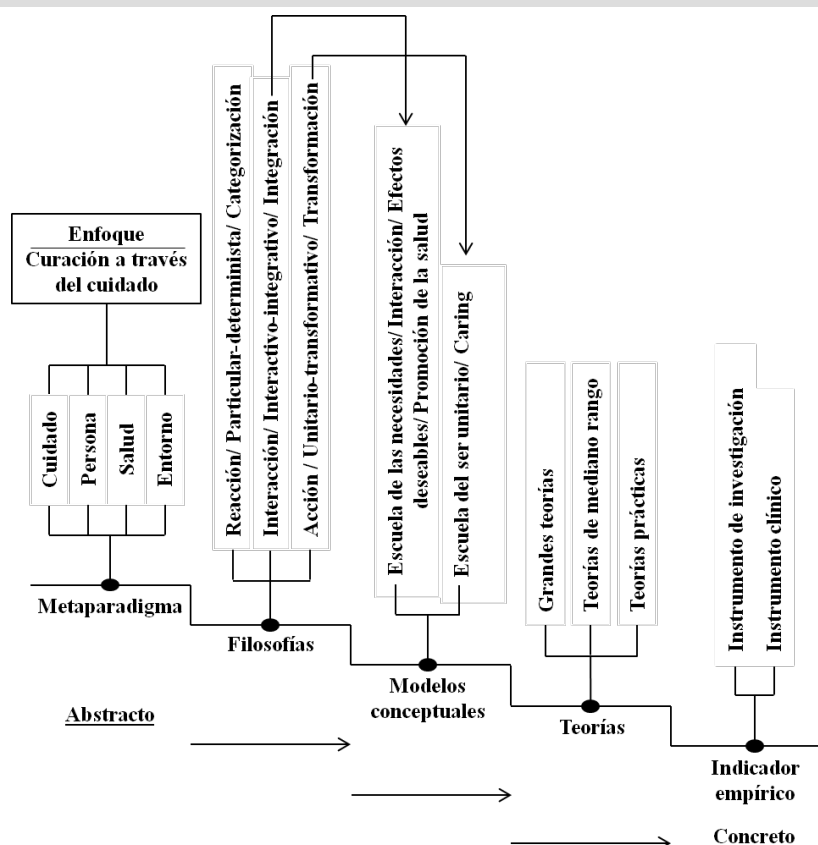 Enfoque
Curación a través
del cuidado
Cuidado
Persona
Salud
Entorno
Metaparadigma
Reacción/ Particular-determinista/ Categorización
Interacción/ Interactivo-integrativo/ Integración
Acción / Unitario-transformativo/ Transformación
Filosofías
Escuela de las necesidades/ Interacción/ Efectos
deseables/ Promoción de la salud
Escuela del ser unitario/ Caring
Modelos
conceptuales
Grandes teorías
Teorías de mediano rango
Teorías prácticas
Teorías
Instrumento de investigación
Instrumento clínico
Indicador
empírico
Abstracto
Concreto